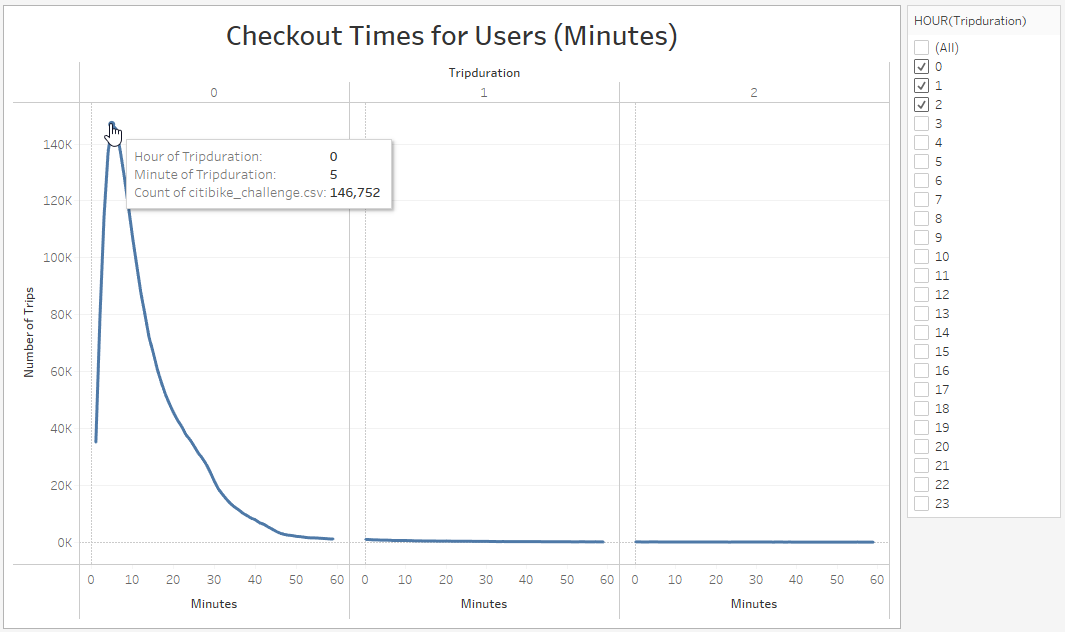 Checkout Times for Users (Minutes)
Tripduration
0 1 2
140K
120K
100K
80K
60K
40K
20K
0K
Number of Trips
Hour of Tripduration: 0
Minute of Tripduration: 5
Count of citibike_challenge.csv: 146,752
0 10 20 30 40 50 60 0 10 20 30 40 50 60 0 10 20 30 40 50 60
Minutes Minutes Minutes
HOUR(Tripduration)
(All)
0
1
2
3
4
5
6
7
8
9
10
11
12
13
14
15
16
17
18
19
20
21
22
23